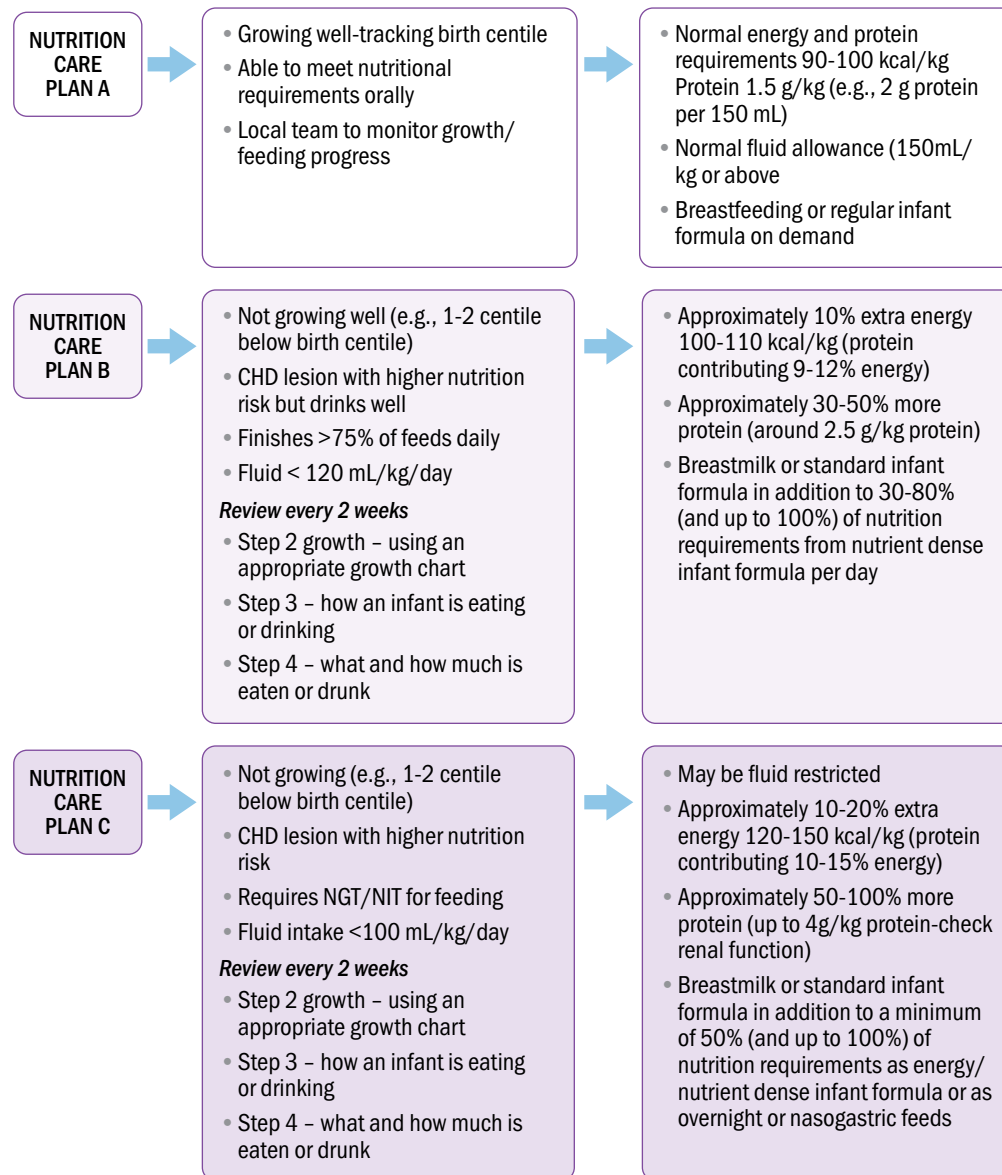 NUTRITION
CARE
PLAN A
• Growing well-tracking birth centile
• Able to meet nutritional
requirements orally
• Local team to monitor growth/
feeding progress
• Normal energy and protein
requirements 90-100 kcal/kg
Protein 1.5 g/kg (e.g., 2 g protein
per 150 mL)
• Normal fluid allowance (150mL/
kg or above
• Breastfeeding or regular infant
formula on demand
NUTRITION
CARE
PLAN B
• Not growing well (e.g., 1-2 centile
below birth centile)
• CHD lesion with higher nutrition
risk but drinks well
• Finishes >75% of feeds daily
• Fluid < 120 mL/kg/day
Review every 2 weeks
• Step 2 growth – using an
appropriate growth chart
• Step 3 – how an infant is eating
or drinking
• Step 4 – what and how much is
eaten or drunk
• Approximately 10% extra energy
100-110 kcal/kg (protein
contributing 9-12% energy)
• Approximately 30-50% more
protein (around 2.5 g/kg protein)
• Breastmilk or standard infant
formula in addition to 30-80%
(and up to 100%) of nutrition
requirements from nutrient dense
infant formula per day
NUTRITION
CARE
PLAN C
• Not growing (e.g., 1-2 centile
below birth centile)
• CHD lesion with higher nutrition
risk
• Requires NGT/NIT for feeding
• Fluid intake <100 mL/kg/day
Review every 2 weeks
• Step 2 growth – using an
appropriate growth chart
• Step 3 – how an infant is eating
or drinking
• Step 4 – what and how much is
eaten or drunk
• May be fluid restricted
• Approximately 10-20% extra
energy 120-150 kcal/kg (protein
contributing 10-15% energy)
• Approximately 50-100% more
protein (up to 4g/kg protein-check
renal function)
• Breastmilk or standard infant
formula in addition to a minimum
of 50% (and up to 100%) of
nutrition requirements as energy/
nutrient dense infant formula or as
overnight or nasogastric feeds